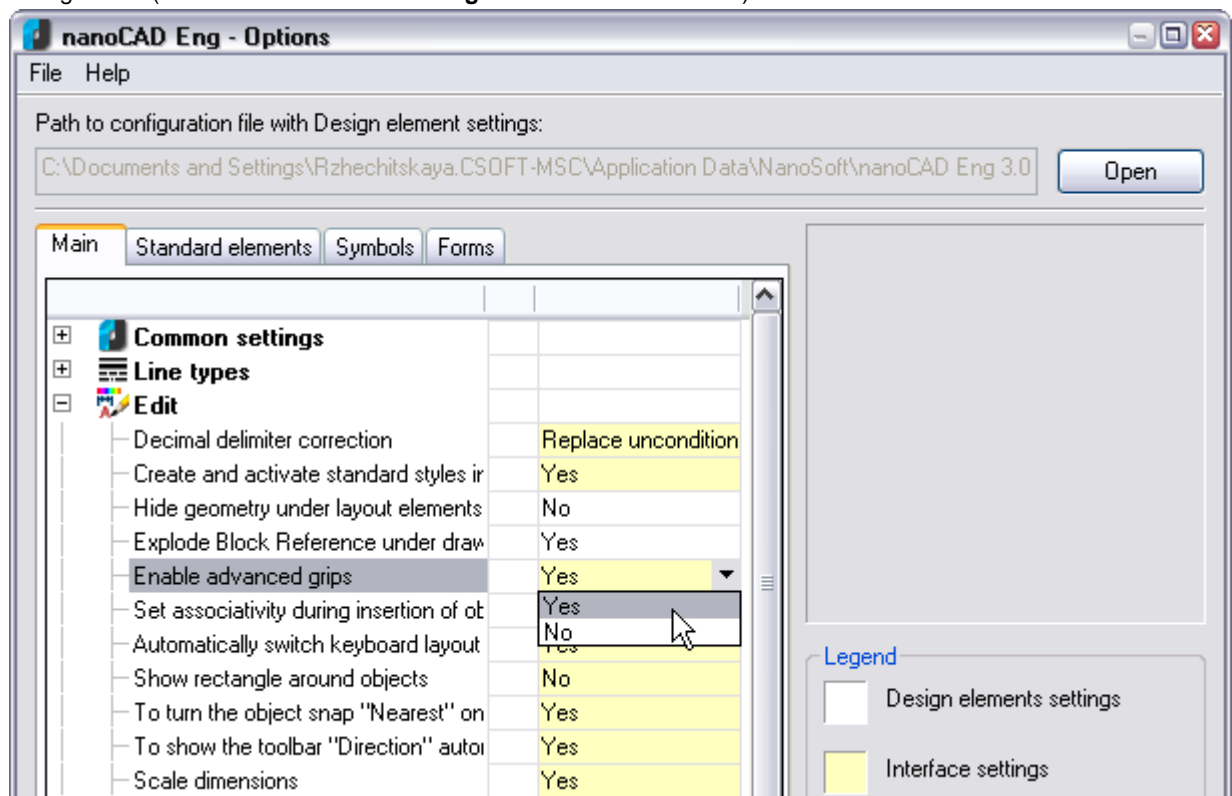 nanoCAD Eng - Options
File Help
Path to configuration file with Design element settings:
C:\Documents and Settings\Rzhechitskaya.CSOFT-MSC\Application Data\NanoSoft\nanoCAD Eng 3.0
Open
Main Standard elements Symbols Forms
Common settings
Line types
Edit
Decimal delimiter correction Replace uncondition
Create and activate standard styles ir Yes
Hide geometry under layout elements No
Explode Block Reference under draw Yes
Enable advanced grips Yes
Set associativity during insertion of ob Yes
Automatically switch keyboard layout No
Show rectangle around objects No
To turn the object snap "Nearest" on Yes
To show the toolbar "Direction" auto Yes
Scale dimensions Yes
Legend
Design elements settings
Interface settings